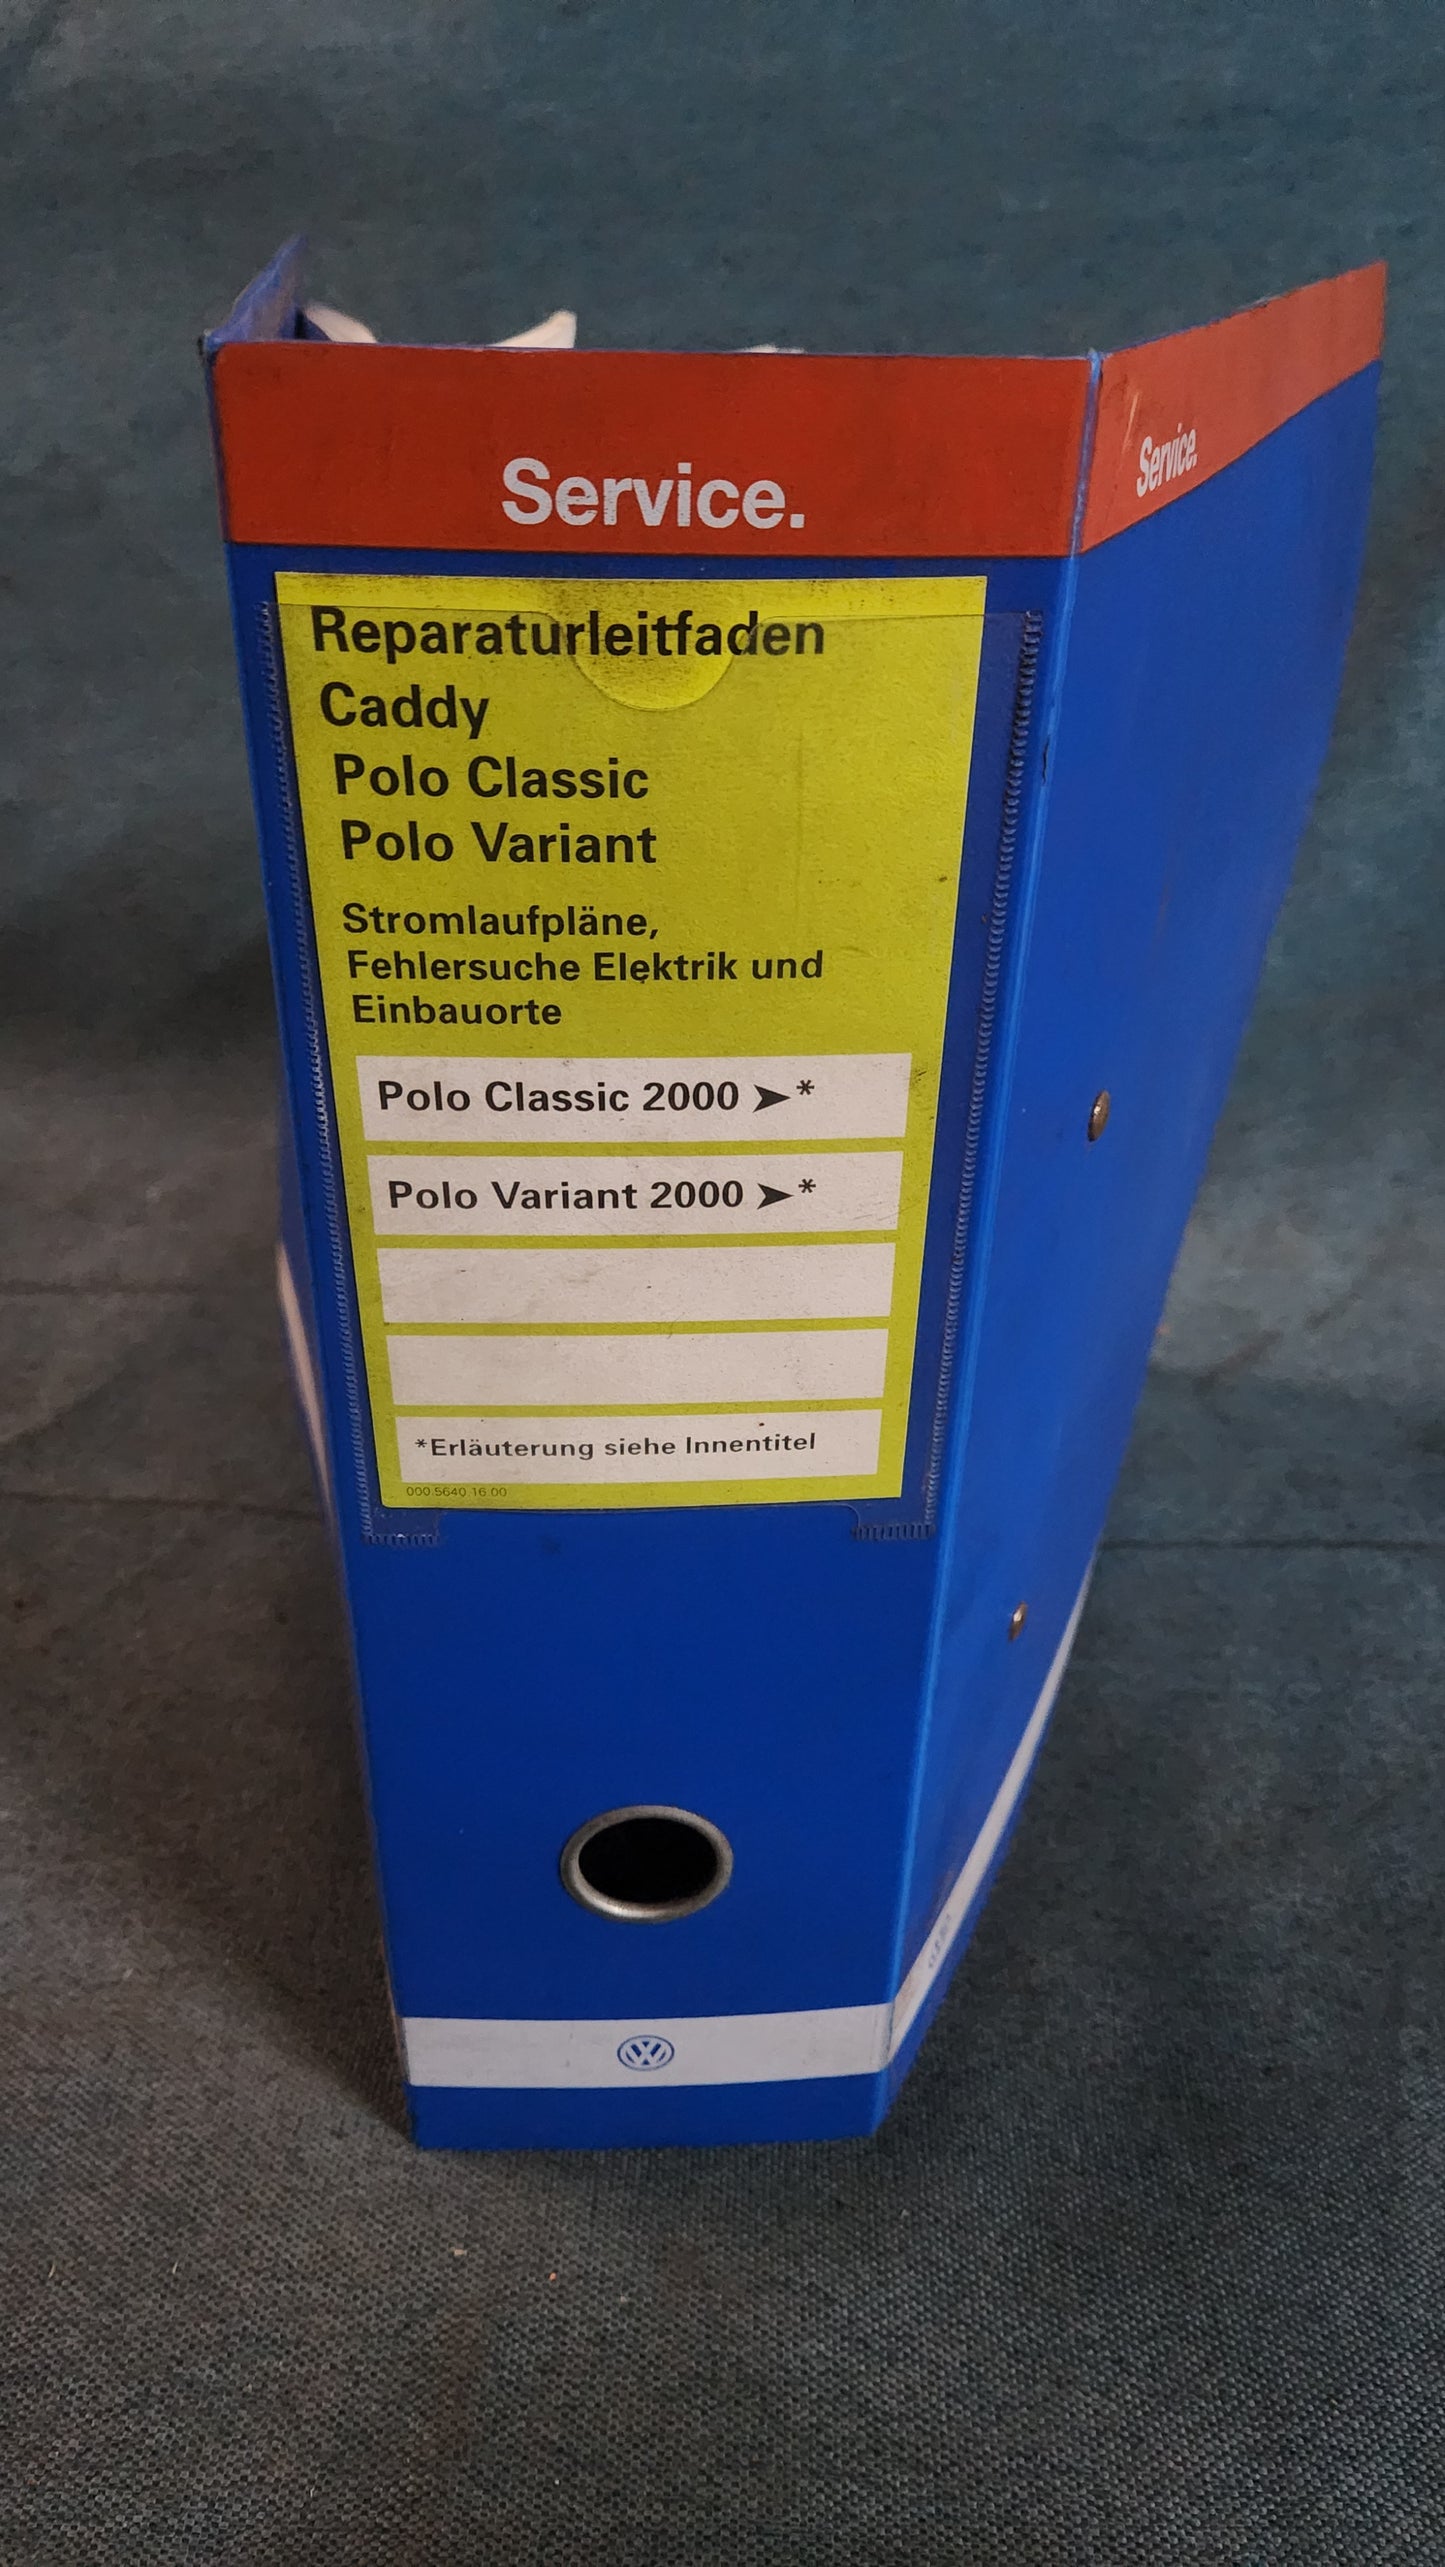 Service.
Service.
Reparaturleitfaden
Caddy
Polo Classic
Polo Variant
Stromlaufpläne,
Fehlersuche Elektrik und
Einbauorte
Polo Classic 2000 ➤*
Polo Variant 2000 ➤*
*Erläuterung siehe Innentitel
000.5640.16.00